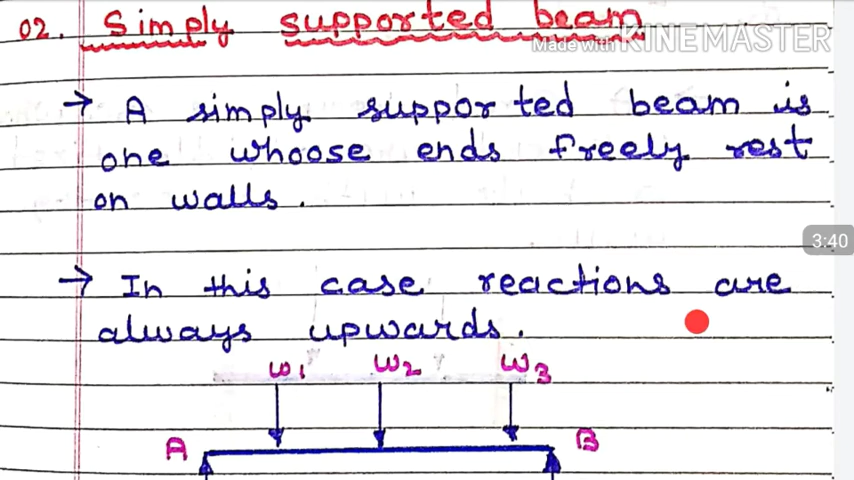 02. Simply supported beam
Made with KINEMASTER
→ A simply supported beam is
one whoose ends freely rest
on walls.
3:40
→ In this case reactions are
always upwards.
W1 W2 W3
A B